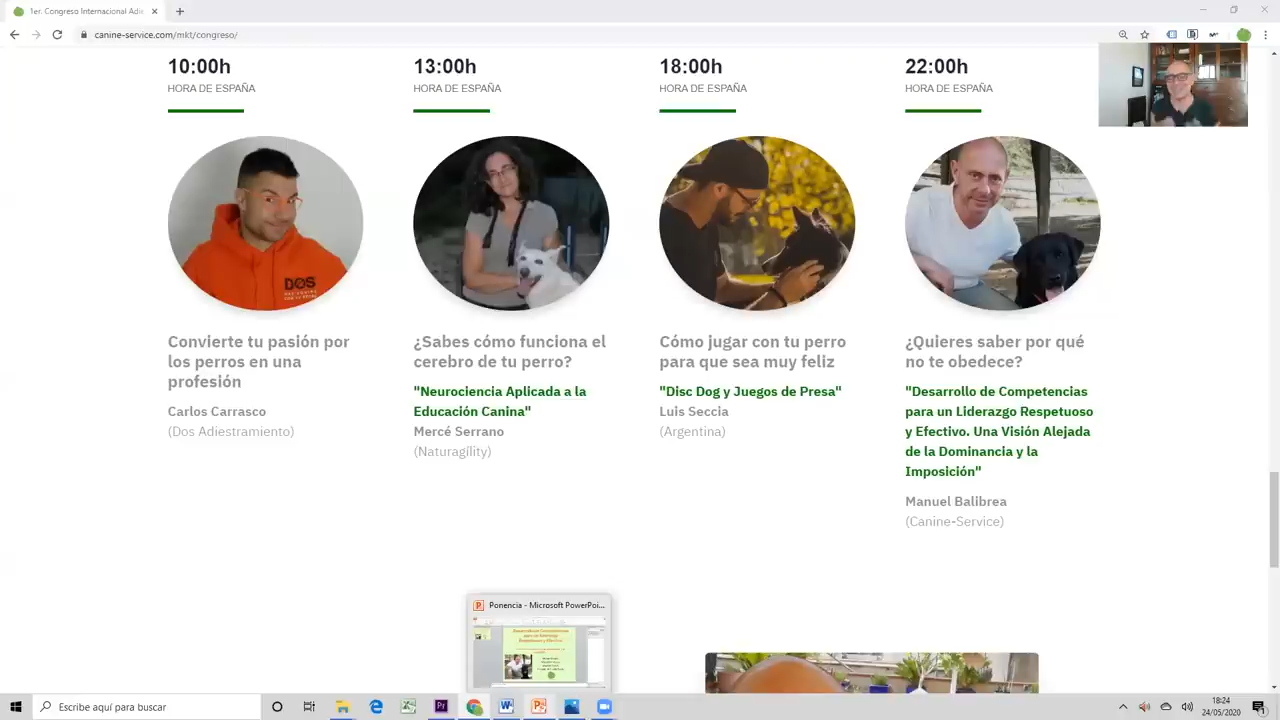 1er. Congreso Internacional Adi
canine-service.com/mkt/congreso/
10:00h
HORA DE ESPAÑA
13:00h
HORA DE ESPAÑA
18:00h
HORA DE ESPAÑA
22:00h
HORA DE ESPAÑA
DOS
Convierte tu pasión por
los perros en una
profesión
Carlos Carrasco
(Dos Adiestramiento)
¿Sabes cómo funciona el
cerebro de tu perro?
"Neurociencia Aplicada a la
Educación Canina"
Mercé Serrano
(Naturagility)
Cómo jugar con tu perro
para que sea muy feliz
"Disc Dog y Juegos de Presa"
Luis Seccia
(Argentina)
¿Quieres saber por qué
no te obedece?
"Desarrollo de Competencias
para un Liderazgo Respetuoso
y Efectivo. Una Visión Alejada
de la Dominancia y la
Imposición"
Manuel Balibrea
(Canine-Service)
Ponencia - Microsoft PowerPoi...
Escribe aquí para buscar
18:24
24/05/2020